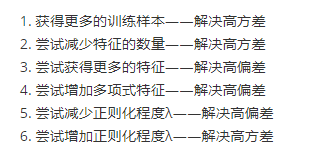 1. 获得更多的训练样本——解决高方差
2. 尝试减少特征的数量——解决高方差
3. 尝试获得更多的特征——解决高偏差
4. 尝试增加多项式特征——解决高偏差
5. 尝试减少正则化程度λ——解决高偏差
6. 尝试增加正则化程度λ——解决高方差